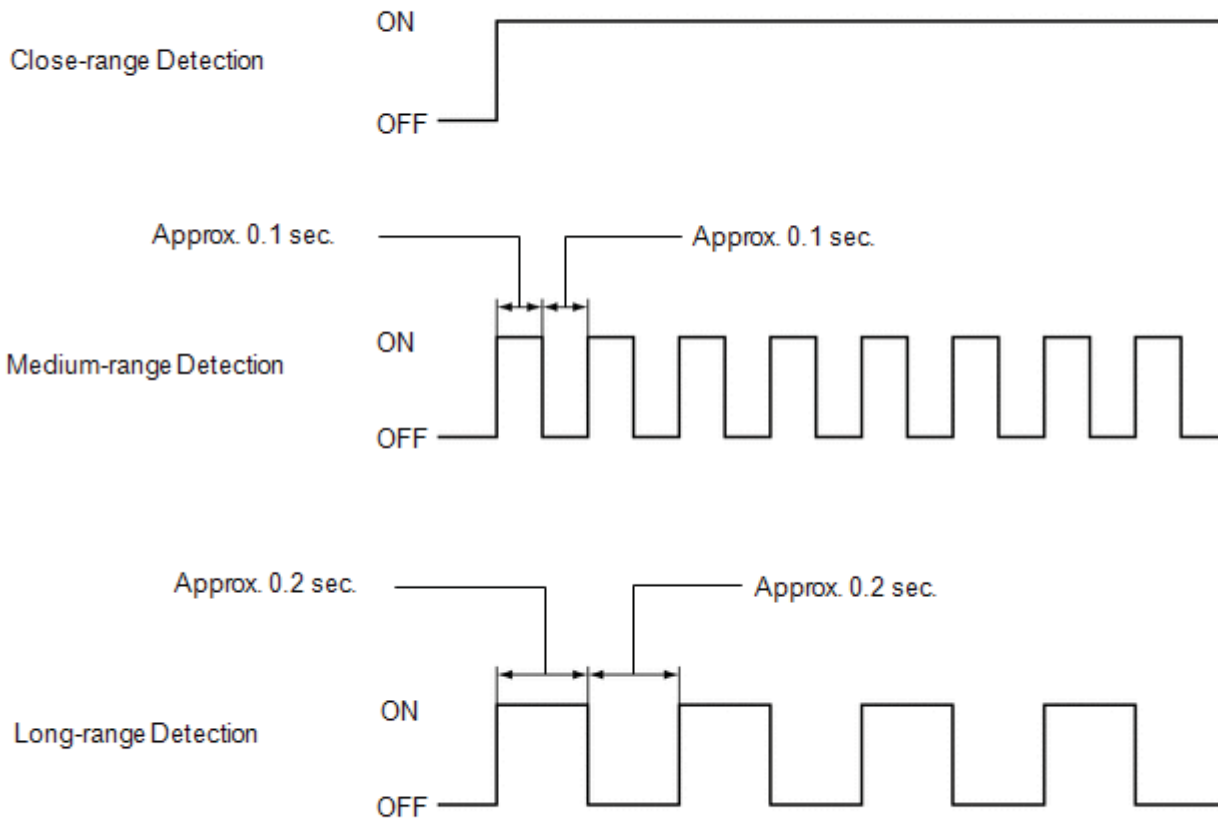 ON
Close-range Detection
OFF
Approx. 0.1 sec.
Approx. 0.1 sec.
ON
Medium-range Detection
OFF
Approx. 0.2 sec.
Approx. 0.2 sec.
ON
Long-range Detection
OFF